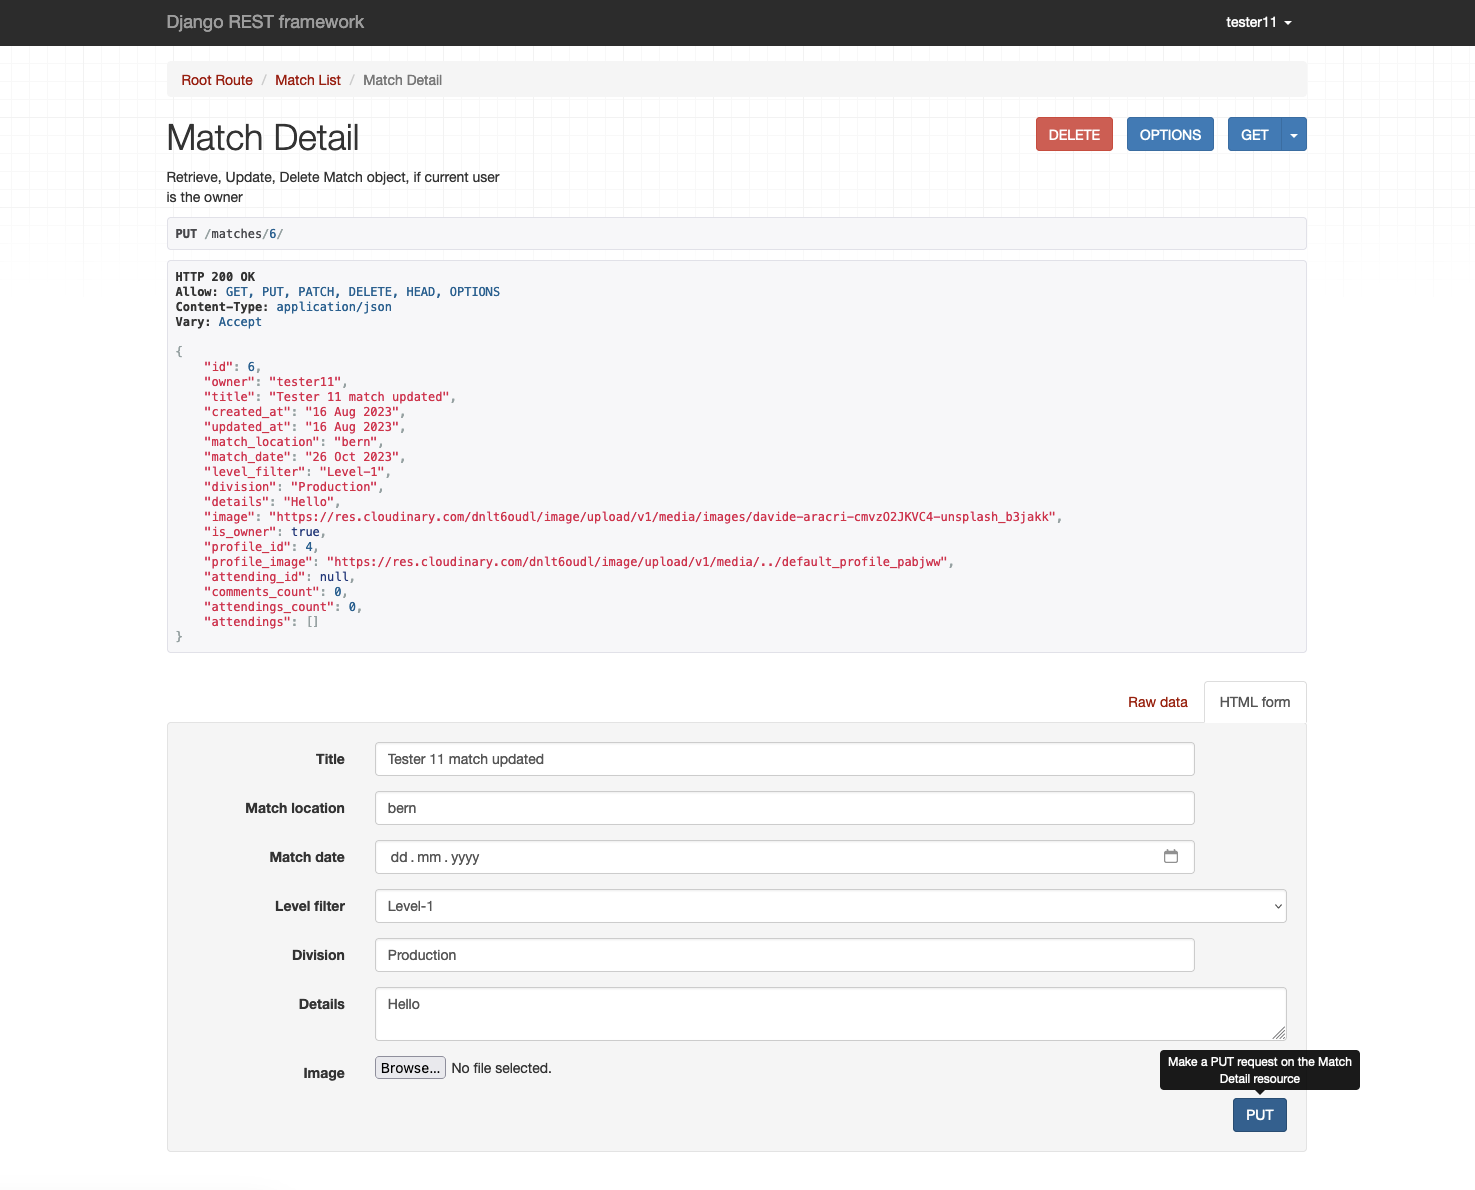 Django REST framework
tester11
Root Route / Match List / Match Detail
Match Detail
DELETE
OPTIONS
GET
Retrieve, Update, Delete Match object, if current user
is the owner
PUT /matches/6/
HTTP 200 OK
Allow: GET, PUT, PATCH, DELETE, HEAD, OPTIONS
Content-Type: application/json
Vary: Accept
{
"id": 6,
"owner": "tester11",
"title": "Tester 11 match updated",
"created_at": "16 Aug 2023",
"updated_at": "16 Aug 2023",
"match_location": "bern",
"match_date": "26 Oct 2023",
"level_filter": "Level-1",
"division": "Production",
"details": "Hello",
"image": "https://res.cloudinary.com/dnlt6oudl/image/upload/v1/media/images/davide-aracri-cmvzO2JKVC4-unsplash_b3jakk",
"is_owner": true,
"profile_id": 4,
"profile_image": "https://res.cloudinary.com/dnlt6oudl/image/upload/v1/media/../default_profile_pabjww",
"attending_id": null,
"comments_count": 0,
"attendings_count": 0,
"attendings": []
}
Raw data
HTML form
Title
Tester 11 match updated
Match location
bern
Match date
dd.mm.yyyy
Level filter
Level-1
Division
Production
Details
Hello
Image
Browse... No file selected.
Make a PUT request on the Match
Detail resource
PUT